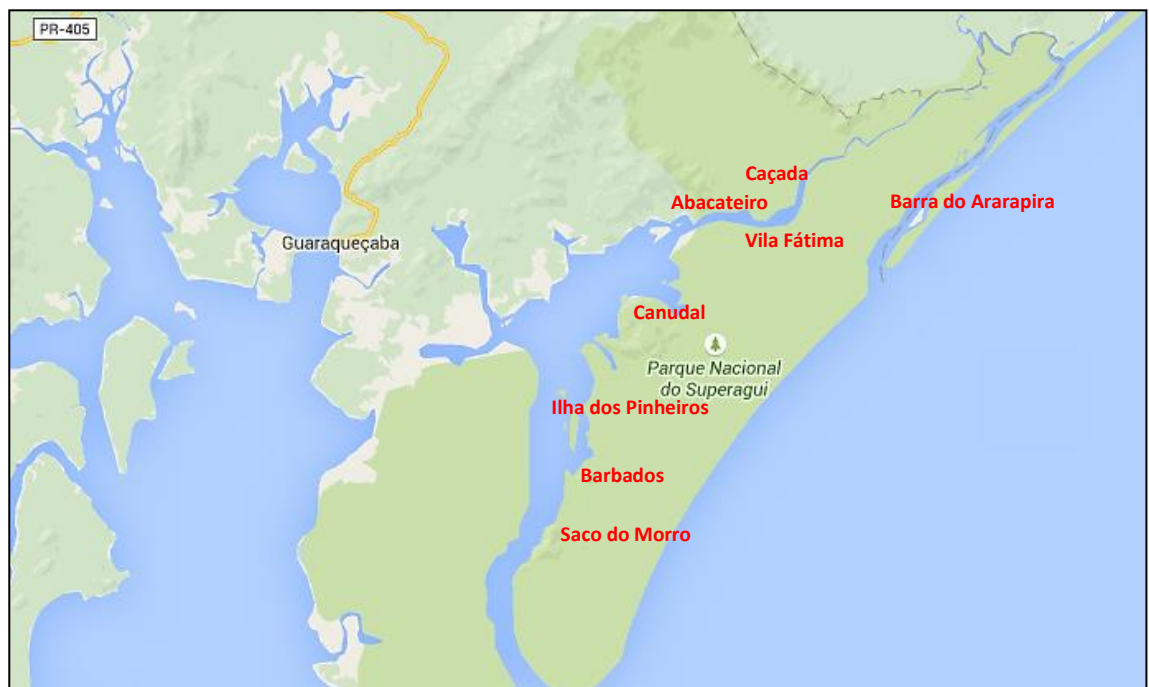 PR-405
Caçada
Abacateiro
Barra do Ararapira
Vila Fátima
Guaraqueçaba
Canudal
Parque Nacional
do Superagui
Ilha dos Pinheiros
Barbados
Saco do Morro